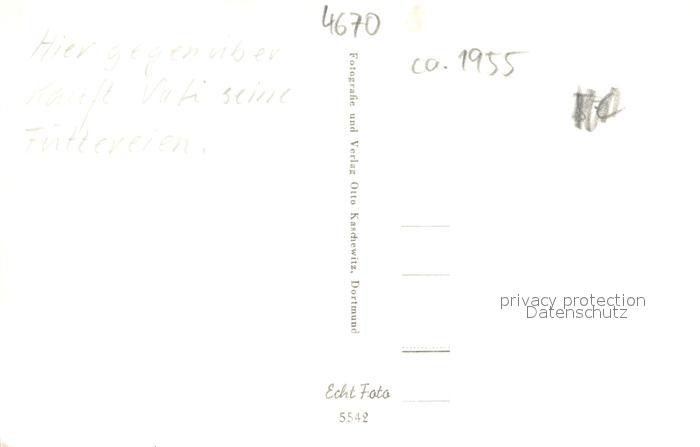 4670
Hier gegenüber
kauft Vati seine
Futtereien.
Fotografie und Verlag Otto Kaschewitz, Dortmund
ca. 1955
privacy protection
Datenschutz
Echt Foto
5542